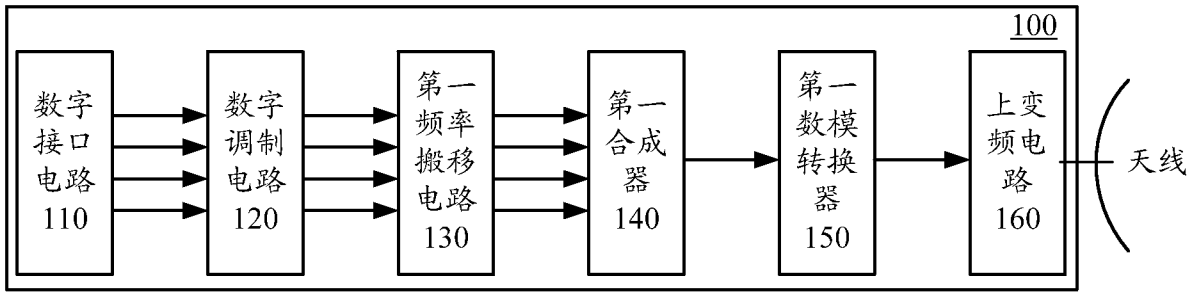 100
数字
接口
电路
110
数字
调制
电路
120
第一
频率
搬移
电路
130
第一
合成
器
140
第一
数模
转换
器
150
上变
频电
路
160
天线